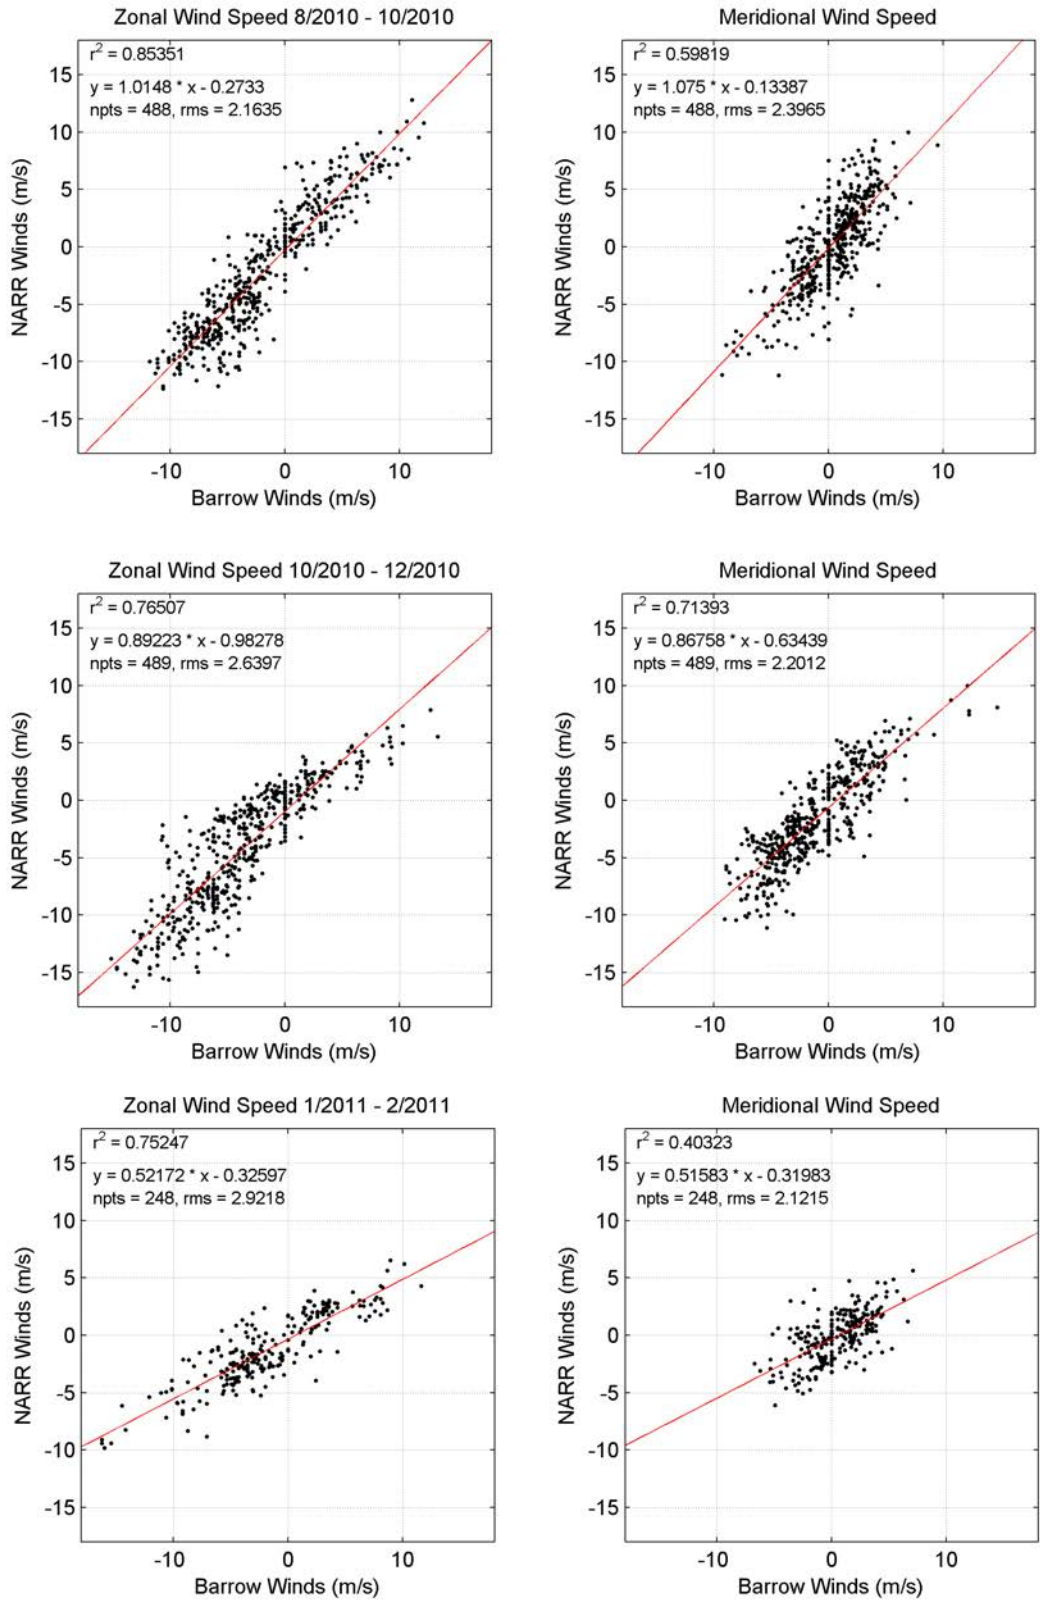 Zonal Wind Speed 8/2010 - 10/2010
r² = 0.85351
y = 1.0148 * x - 0.2733
npts = 488, rms = 2.1635
15
10
5
0
-5
-10
-15
NARR Winds (m/s)
-10 0 10
Barrow Winds (m/s)
Meridional Wind Speed
r² = 0.59819
y = 1.075 * x - 0.13387
npts = 488, rms = 2.3965
15
10
5
0
-5
-10
-15
NARR Winds (m/s)
-10 0 10
Barrow Winds (m/s)
Zonal Wind Speed 10/2010 - 12/2010
r² = 0.76507
y = 0.89223 * x - 0.98278
npts = 489, rms = 2.6397
15
10
5
0
-5
-10
-15
NARR Winds (m/s)
-10 0 10
Barrow Winds (m/s)
Meridional Wind Speed
r² = 0.71393
y = 0.86758 * x - 0.63439
npts = 489, rms = 2.2012
15
10
5
0
-5
-10
-15
NARR Winds (m/s)
-10 0 10
Barrow Winds (m/s)
Zonal Wind Speed 1/2011 - 2/2011
r² = 0.75247
y = 0.52172 * x - 0.32597
npts = 248, rms = 2.9218
15
10
5
0
-5
-10
-15
NARR Winds (m/s)
-10 0 10
Barrow Winds (m/s)
Meridional Wind Speed
r² = 0.40323
y = 0.51583 * x - 0.31983
npts = 248, rms = 2.1215
15
10
5
0
-5
-10
-15
NARR Winds (m/s)
-10 0 10
Barrow Winds (m/s)